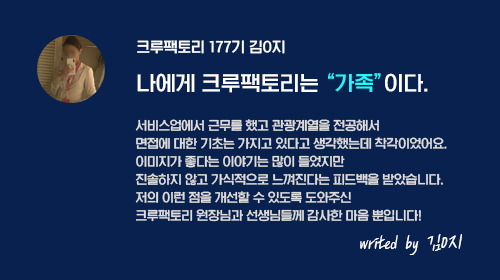 크루팩토리 177기 김0지
나에게 크루팩토리는 “가족”이다.
서비스업에서 근무를 했고 관광계열을 전공해서
면접에 대한 기초는 가지고 있다고 생각했는데 착각이었어요.
이미지가 좋다는 이야기는 많이 들었지만
진솔하지 않고 가식적으로 느껴진다는 피드백을 받았습니다.
저의 이런 점을 개선할 수 있도록 도와주신
크루팩토리 원장님과 선생님들께 감사한 마음 뿐입니다!
writed by 김0지